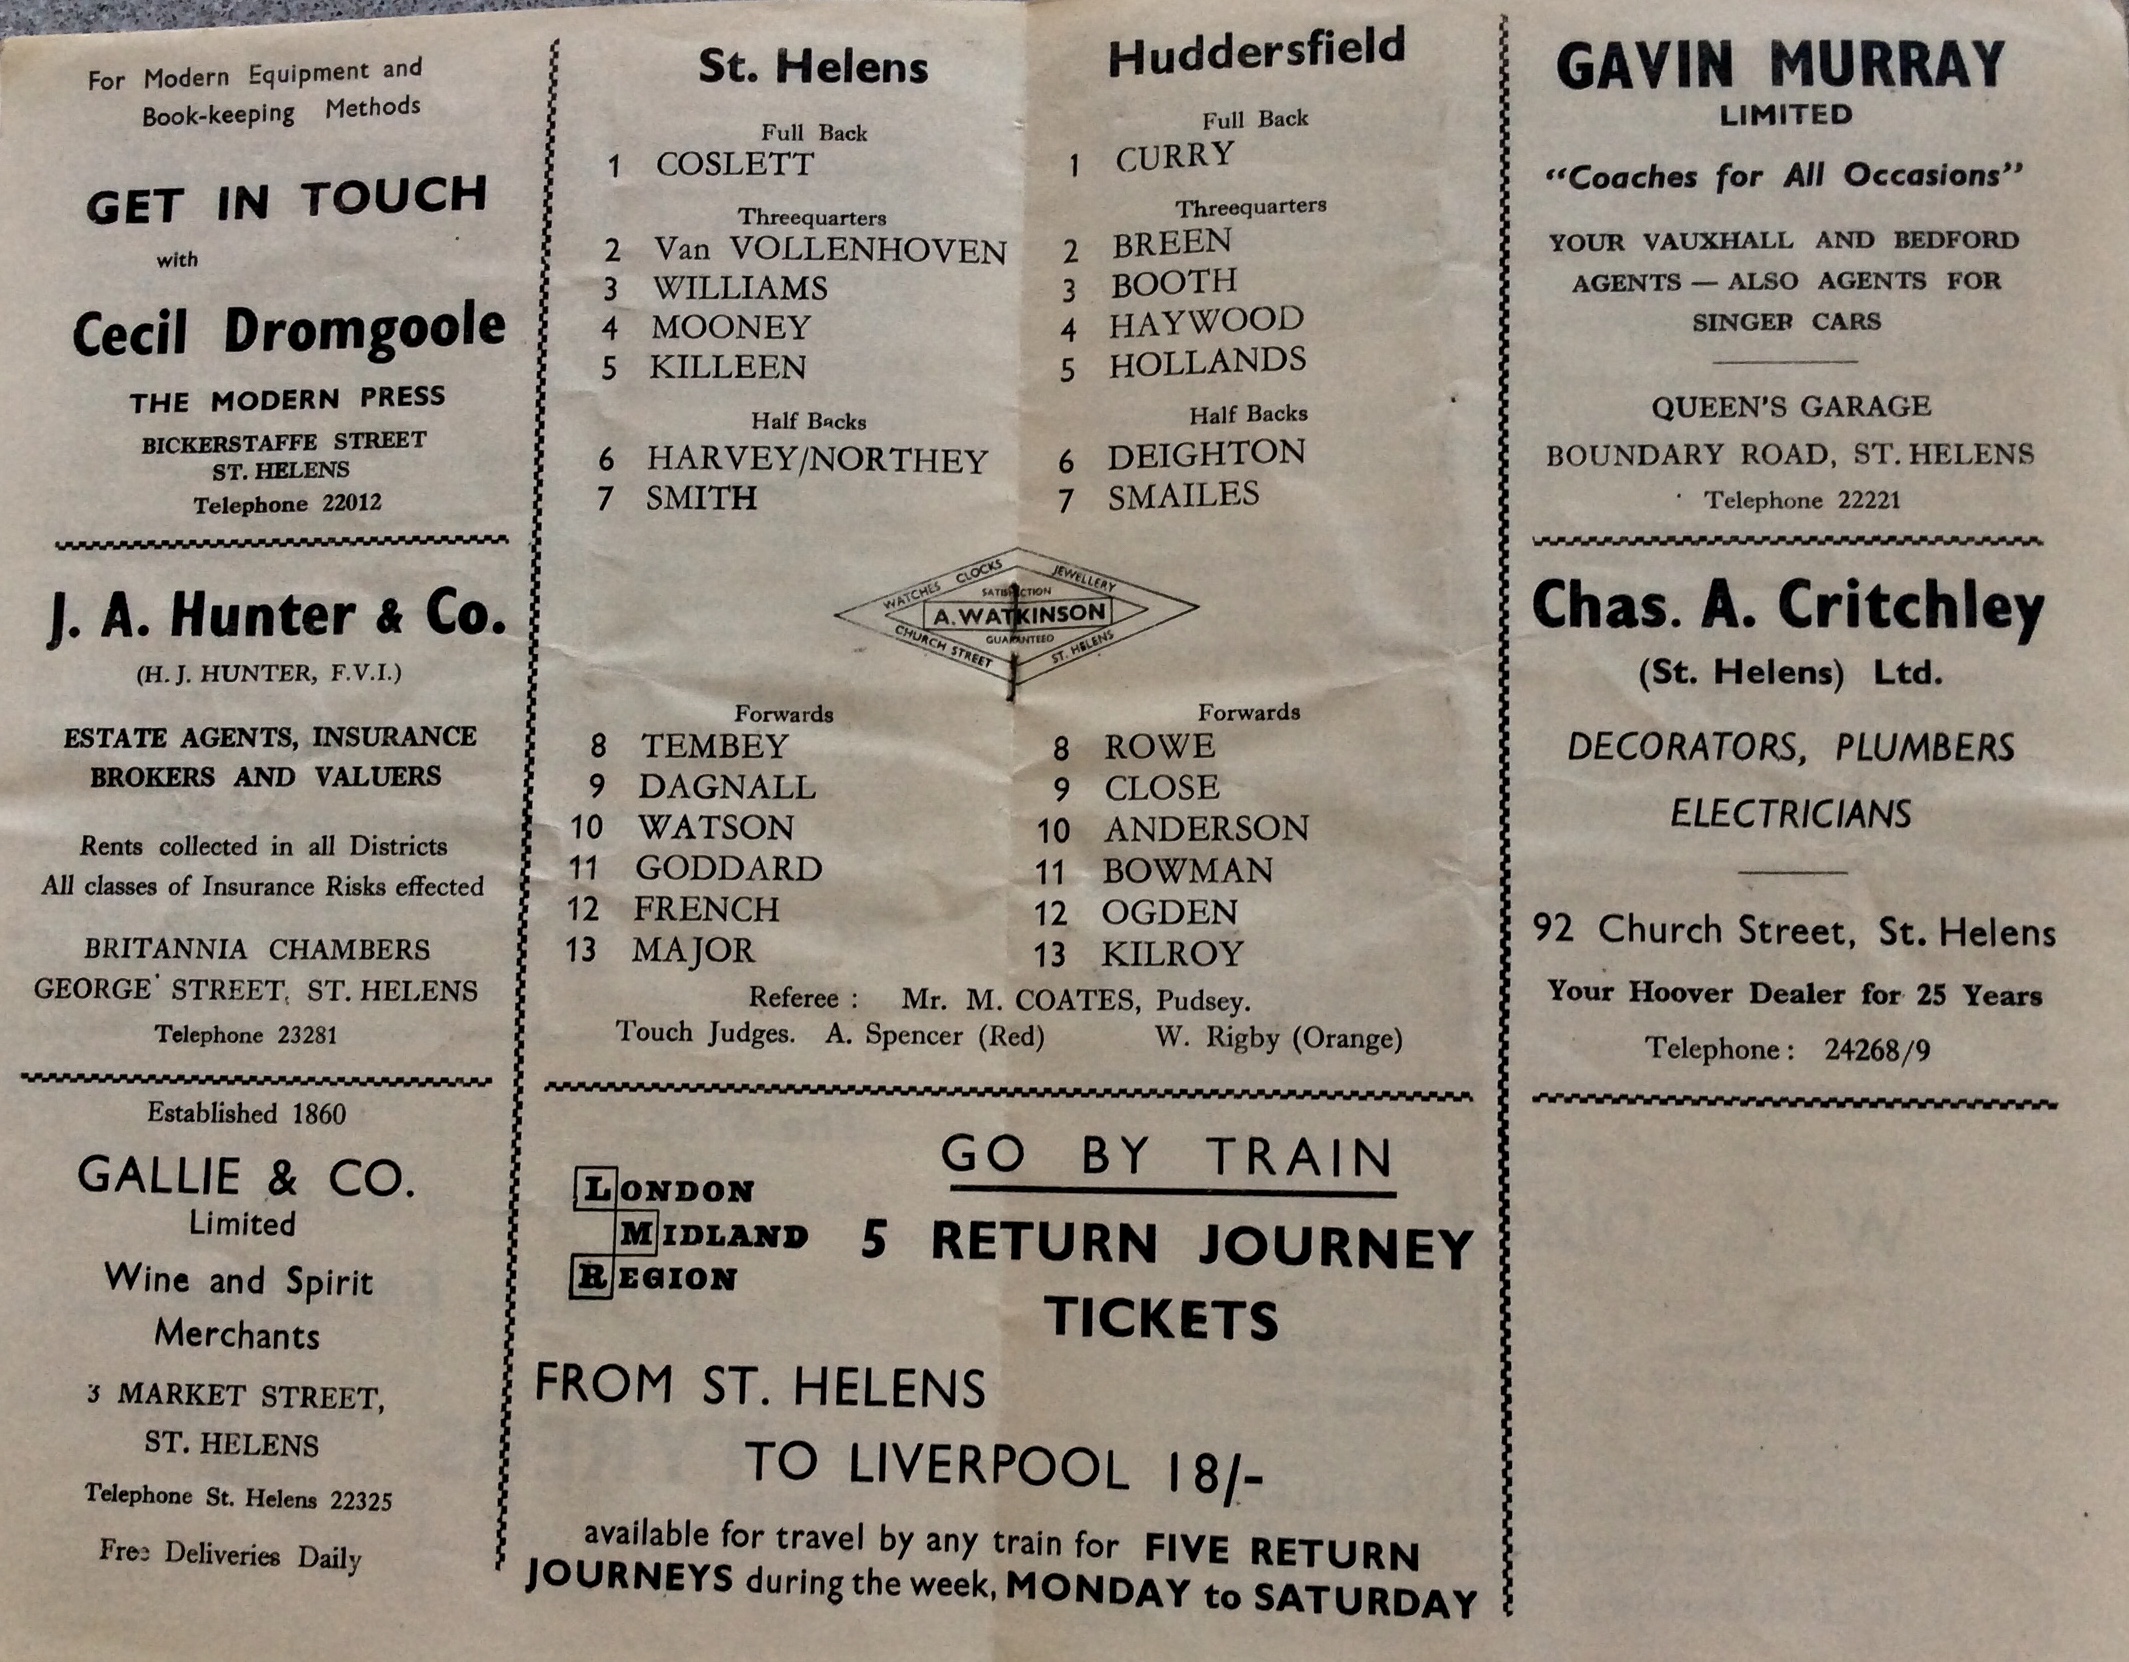 For Modern Equipment and
Book-keeping Methods
GET IN TOUCH
with
Cecil Dromgoole
THE MODERN PRESS
BICKERSTAFFE STREET
ST. HELENS
Telephone 22012
J. A. Hunter & Co.
(H. J. HUNTER, F.V.I.)
ESTATE AGENTS, INSURANCE
BROKERS AND VALUERS
Rents collected in all Districts
All classes of Insurance Risks effected
BRITANNIA CHAMBERS
GEORGE STREET, ST. HELENS
Telephone 23281
Established 1860
GALLIE & CO.
Limited
Wine and Spirit
Merchants
3 MARKET STREET,
ST. HELENS
Telephone St. Helens 22325
Free Deliveries Daily
St. Helens
Full Back
1 COSLETT
Threequarters
2 Van VOLLENHOVEN
3 WILLIAMS
4 MOONEY
5 KILLEEN
Half Backs
6 HARVEY/NORTHEY
7 SMITH
Huddersfield
Full Back
1 CURRY
Threequarters
2 BREEN
3 BOOTH
4 HAYWOOD
5 HOLLANDS
Half Backs
6 DEIGHTON
7 SMAILES
WATCHES CLOCKS JEWELLERY
SATISFACTION
A. WATKINSON
GUARANTEED
CHURCH STREET ST. HELENS
Forwards
8 TEMBEY
9 DAGNALL
10 WATSON
11 GODDARD
12 FRENCH
13 MAJOR
Forwards
8 ROWE
9 CLOSE
10 ANDERSON
11 BOWMAN
12 OGDEN
13 KILROY
Referee : Mr. M. COATES, Pudsey.
Touch Judges. A. Spencer (Red) W. Rigby (Orange)
LONDON
MIDLAND
REGION
GO BY TRAIN
5 RETURN JOURNEY
TICKETS
FROM ST. HELENS
TO LIVERPOOL 18/-
available for travel by any train for FIVE RETURN
JOURNEYS during the week, MONDAY to SATURDAY
GAVIN MURRAY
LIMITED
"Coaches for All Occasions"
YOUR VAUXHALL AND BEDFORD
AGENTS — ALSO AGENTS FOR
SINGER CARS
QUEEN'S GARAGE
BOUNDARY ROAD, ST. HELENS
Telephone 22221
Chas. A. Critchley
(St. Helens) Ltd.
DECORATORS, PLUMBERS
ELECTRICIANS
92 Church Street, St. Helens
Your Hoover Dealer for 25 Years
Telephone : 24268/9